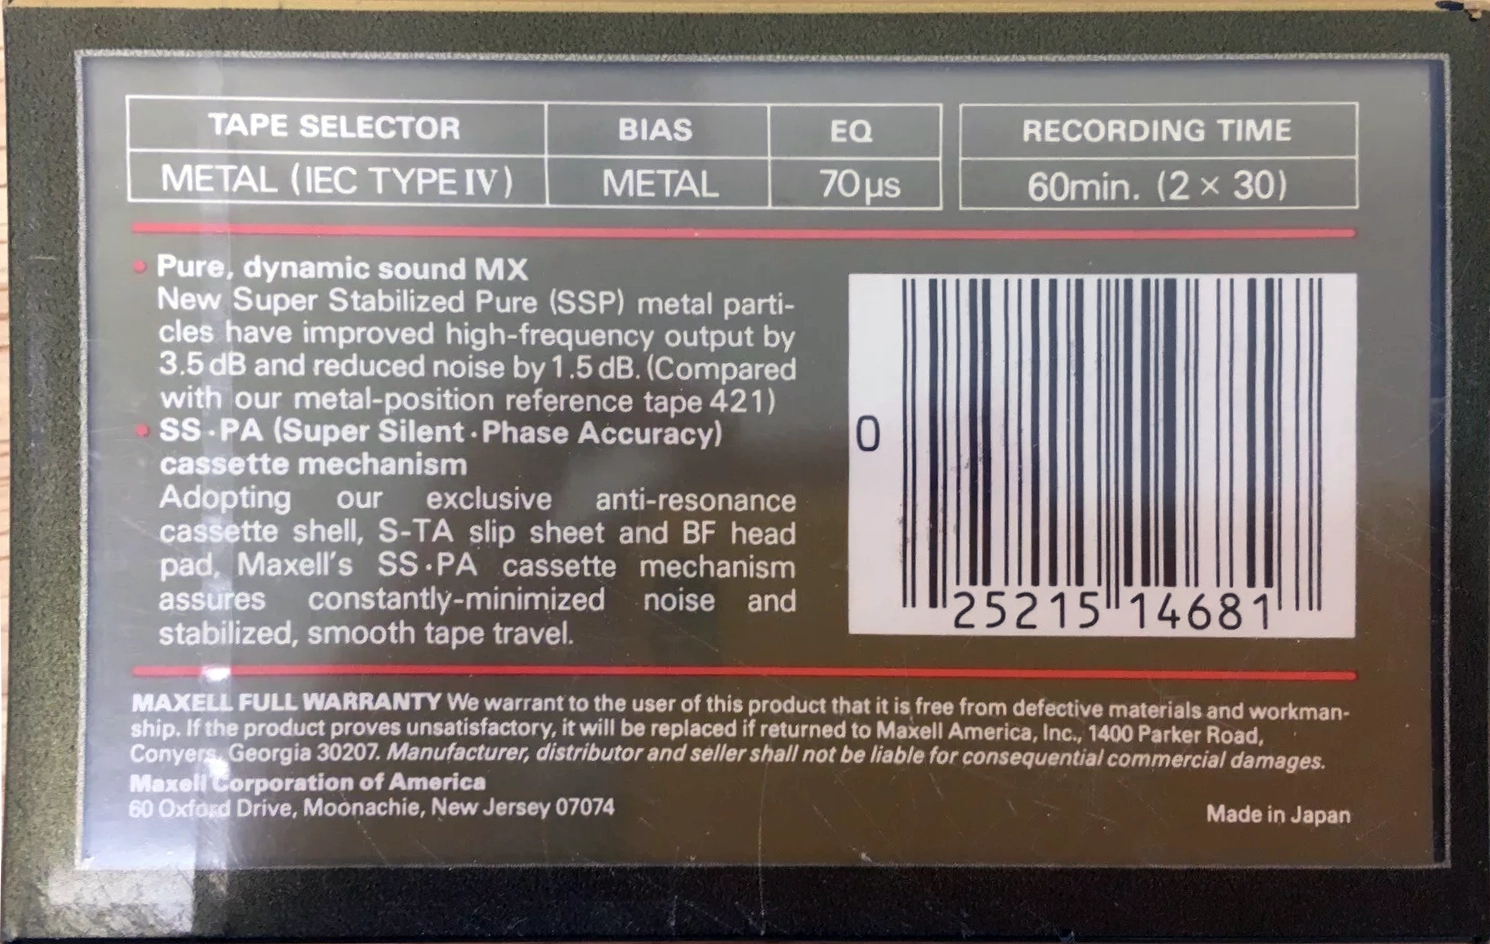 TAPE SELECTOR BIAS EQ RECORDING TIME
METAL (IEC TYPE IV) METAL 70µs 60min. (2 × 30)
• Pure, dynamic sound MX
New Super Stabilized Pure (SSP) metal parti-
cles have improved high-frequency output by
3.5 dB and reduced noise by 1.5 dB. (Compared
with our metal-position reference tape 421)
• SS·PA (Super Silent·Phase Accuracy)
cassette mechanism
Adopting our exclusive anti-resonance
cassette shell, S-TA slip sheet and BF head
pad, Maxell's SS·PA cassette mechanism
assures constantly-minimized noise and
stabilized, smooth tape travel.
0 25215 14681
MAXELL FULL WARRANTY We warrant to the user of this product that it is free from defective materials and workman-
ship. If the product proves unsatisfactory, it will be replaced if returned to Maxell America, Inc., 1400 Parker Road,
Conyers, Georgia 30207. Manufacturer, distributor and seller shall not be liable for consequential commercial damages.
Maxell Corporation of America
60 Oxford Drive, Moonachie, New Jersey 07074 Made in Japan